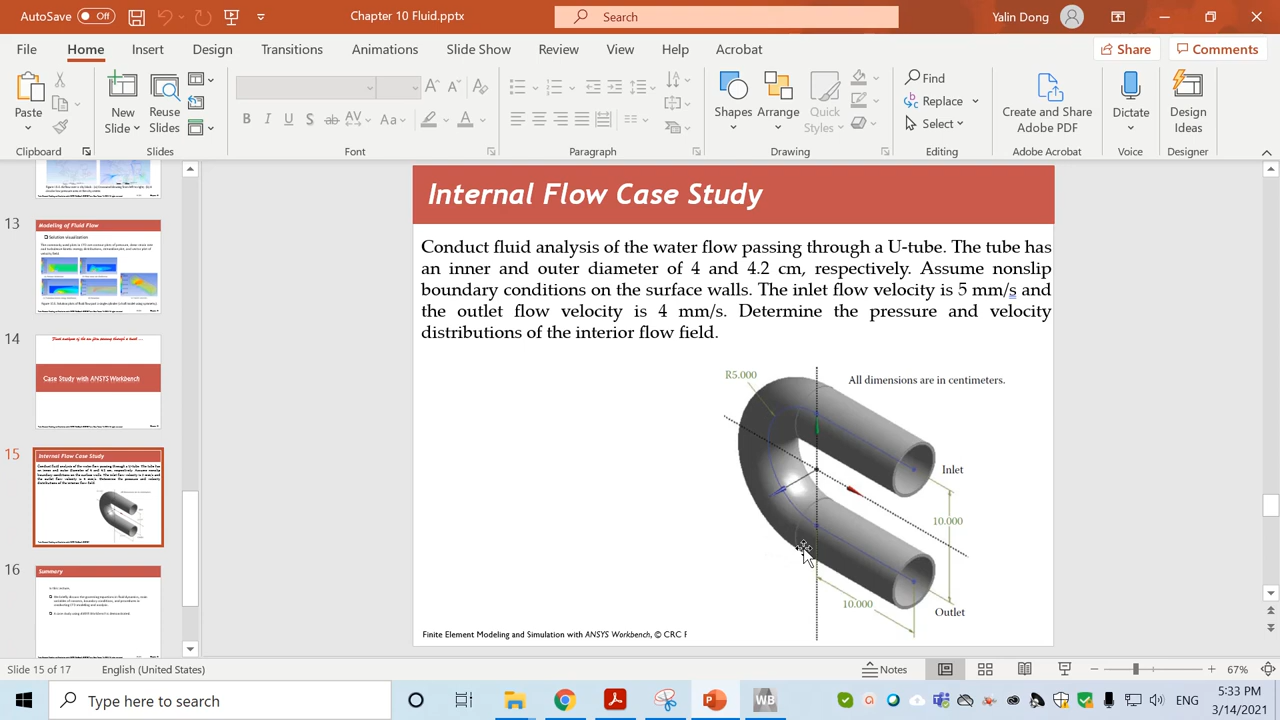 AutoSave Off
Chapter 10 Fluid.pptx
Search
Yalin Dong
File Home Insert Design Transitions Animations Slide Show Review View Help Acrobat
Share Comments
Paste
New Slide
Reuse Slides
Shapes
Arrange
Quick Styles
Find
Replace
Select
Create and Share Adobe PDF
Dictate
Design Ideas
Clipboard Slides Font Paragraph Drawing Editing Adobe Acrobat Voice Designer
13
Modeling of Fluid Flow
Solution visualization
14
Case Study with ANSYS Workbench
15
Internal Flow Case Study
16
Summary
Internal Flow Case Study
Conduct fluid analysis of the water flow passing through a U-tube. The tube has
an inner and outer diameter of 4 and 4.2 cm, respectively. Assume nonslip
boundary conditions on the surface walls. The inlet flow velocity is 5 mm/s and
the outlet flow velocity is 4 mm/s. Determine the pressure and velocity
distributions of the interior flow field.
R5.000
All dimensions are in centimeters.
Inlet
10.000
10.000
Outlet
Finite Element Modeling and Simulation with ANSYS Workbench, © CRC
Slide 15 of 17
English (United States)
Notes
67%
Type here to search
WB
ENG
5:33 PM
3/14/2021